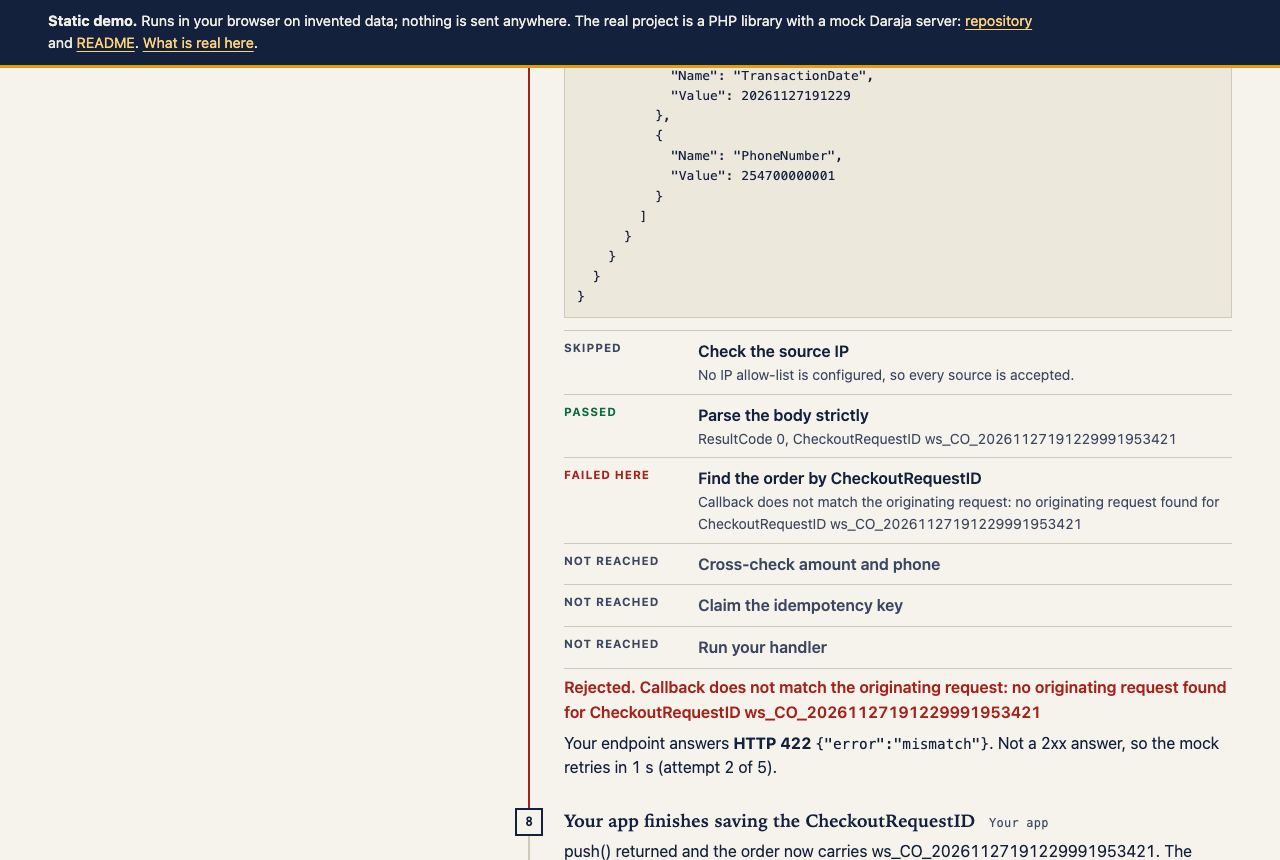 Static demo. Runs in your browser on invented data; nothing is sent anywhere. The real project is a PHP library with a mock Daraja server: repository
and README. What is real here.
"Name": "TransactionDate",
"Value": 20261127191229
},
{
"Name": "PhoneNumber",
"Value": 254700000001
}
]
}
}
}
}
SKIPPED
Check the source IP
No IP allow-list is configured, so every source is accepted.
PASSED
Parse the body strictly
ResultCode 0, CheckoutRequestID ws_CO_20261127191229991953421
FAILED HERE
Find the order by CheckoutRequestID
Callback does not match the originating request: no originating request found for
CheckoutRequestID ws_CO_20261127191229991953421
NOT REACHED
Cross-check amount and phone
NOT REACHED
Claim the idempotency key
NOT REACHED
Run your handler
Rejected. Callback does not match the originating request: no originating request found
for CheckoutRequestID ws_CO_20261127191229991953421
Your endpoint answers HTTP 422 {"error":"mismatch"}. Not a 2xx answer, so the mock
retries in 1 s (attempt 2 of 5).
8
Your app finishes saving the CheckoutRequestID Your app
push() returned and the order now carries ws_CO_20261127191229991953421. The